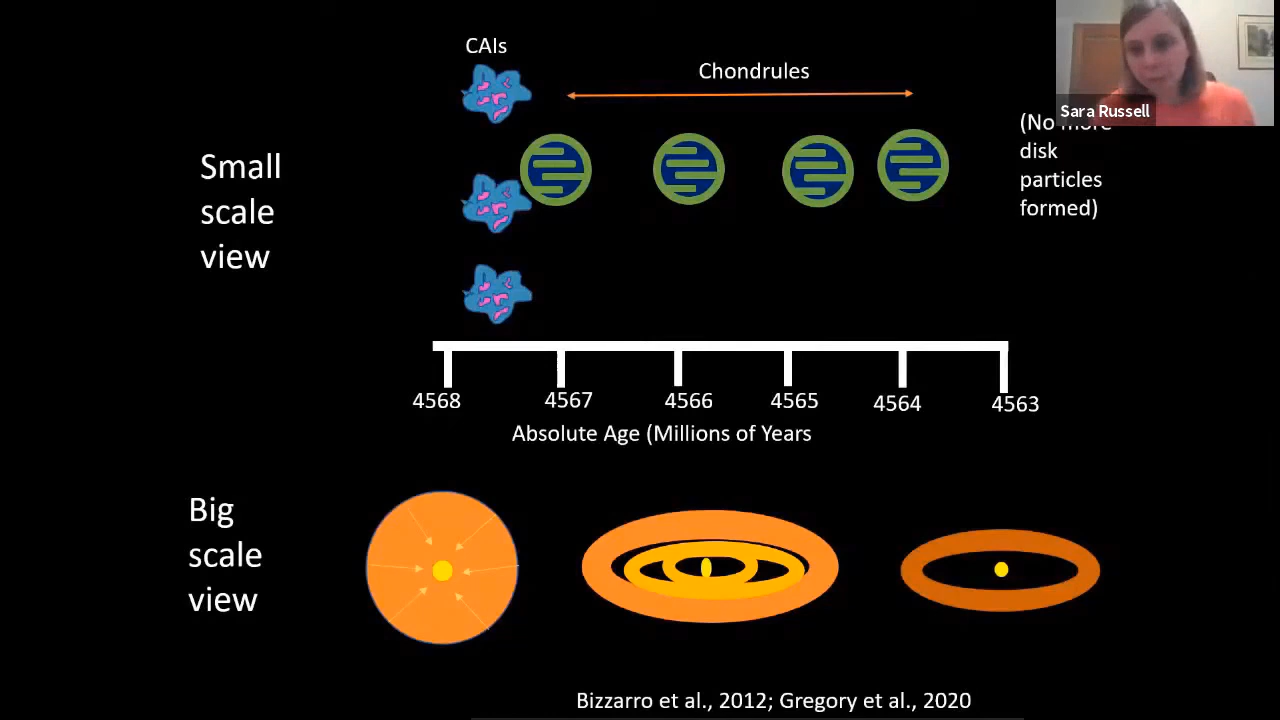 CAIs
Chondrules
Sara Russell
(No more
disk
particles
formed)
Small
scale
view
4568
4567
4566
4565
4564
4563
Absolute Age (Millions of Years
Big
scale
view
Bizzarro et al., 2012; Gregory et al., 2020